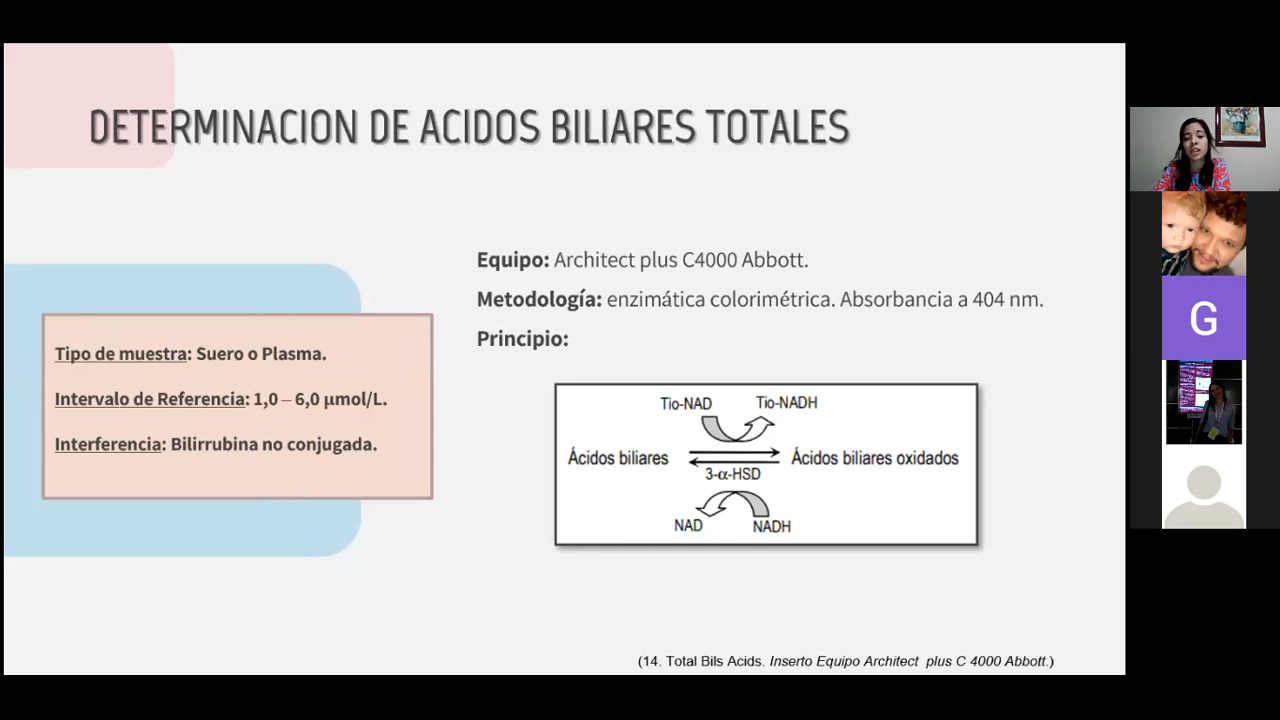 DETERMINACION DE ACIDOS BILIARES TOTALES
Equipo: Architect plus C4000 Abbott.
Metodología: enzimática colorimétrica. Absorbancia a 404 nm.
Principio:
Tipo de muestra: Suero o Plasma.
Intervalo de Referencia: 1,0 – 6,0 µmol/L.
Interferencia: Bilirrubina no conjugada.
Tio-NAD Tio-NADH
Ácidos biliares Ácidos biliares oxidados
3-α-HSD
NAD NADH
(14. Total Bils Acids. Inserto Equipo Architect plus C 4000 Abbott.)
G